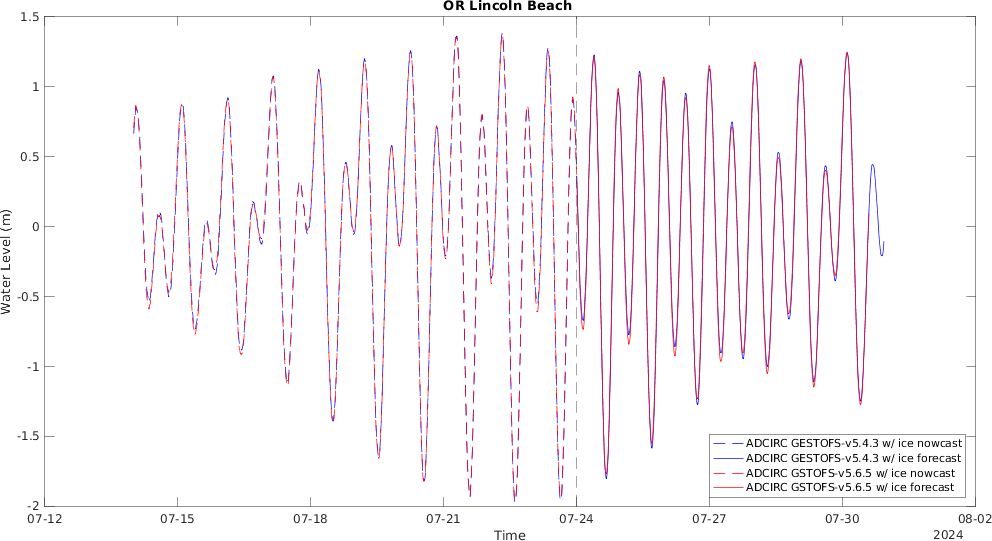 OR Lincoln Beach
1.5
1
0.5
0
-0.5
-1
-1.5
-2
Water Level (m)
07-12
07-15
07-18
07-21
07-24
07-27
07-30
08-02
Time
2024
ADCIRC GESTOFS-v5.4.3 w/ ice nowcast
ADCIRC GESTOFS-v5.4.3 w/ ice forecast
ADCIRC GSTOFS-v5.6.5 w/ ice nowcast
ADCIRC GSTOFS-v5.6.5 w/ ice forecast